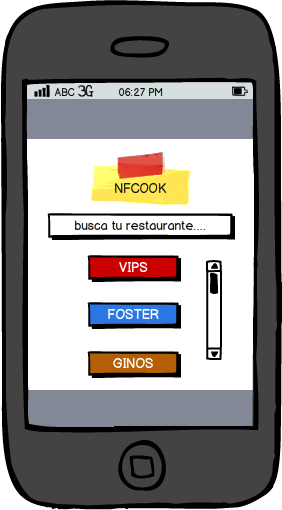 ABC 3G 06:27 PM
NFCOOK
busca tu restaurante....
VIPS
FOSTER
GINOS